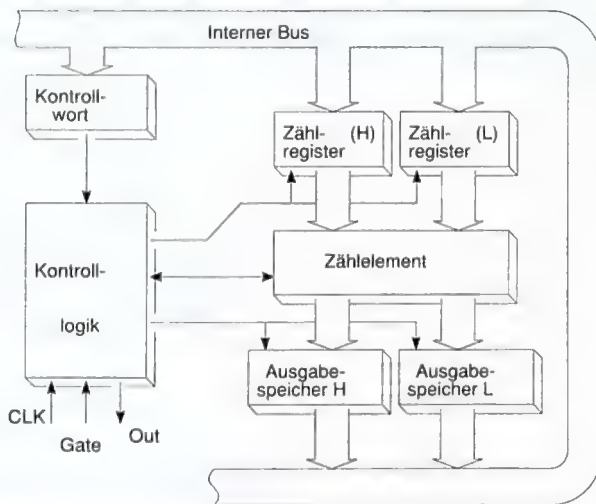 Interner Bus
Kontroll-
wort
Zähl- (H)
register
Zähl- (L)
register
Kontroll-
logik
Zählelement
Ausgabe-
speicher H
Ausgabe-
speicher L
CLK
Gate
Out